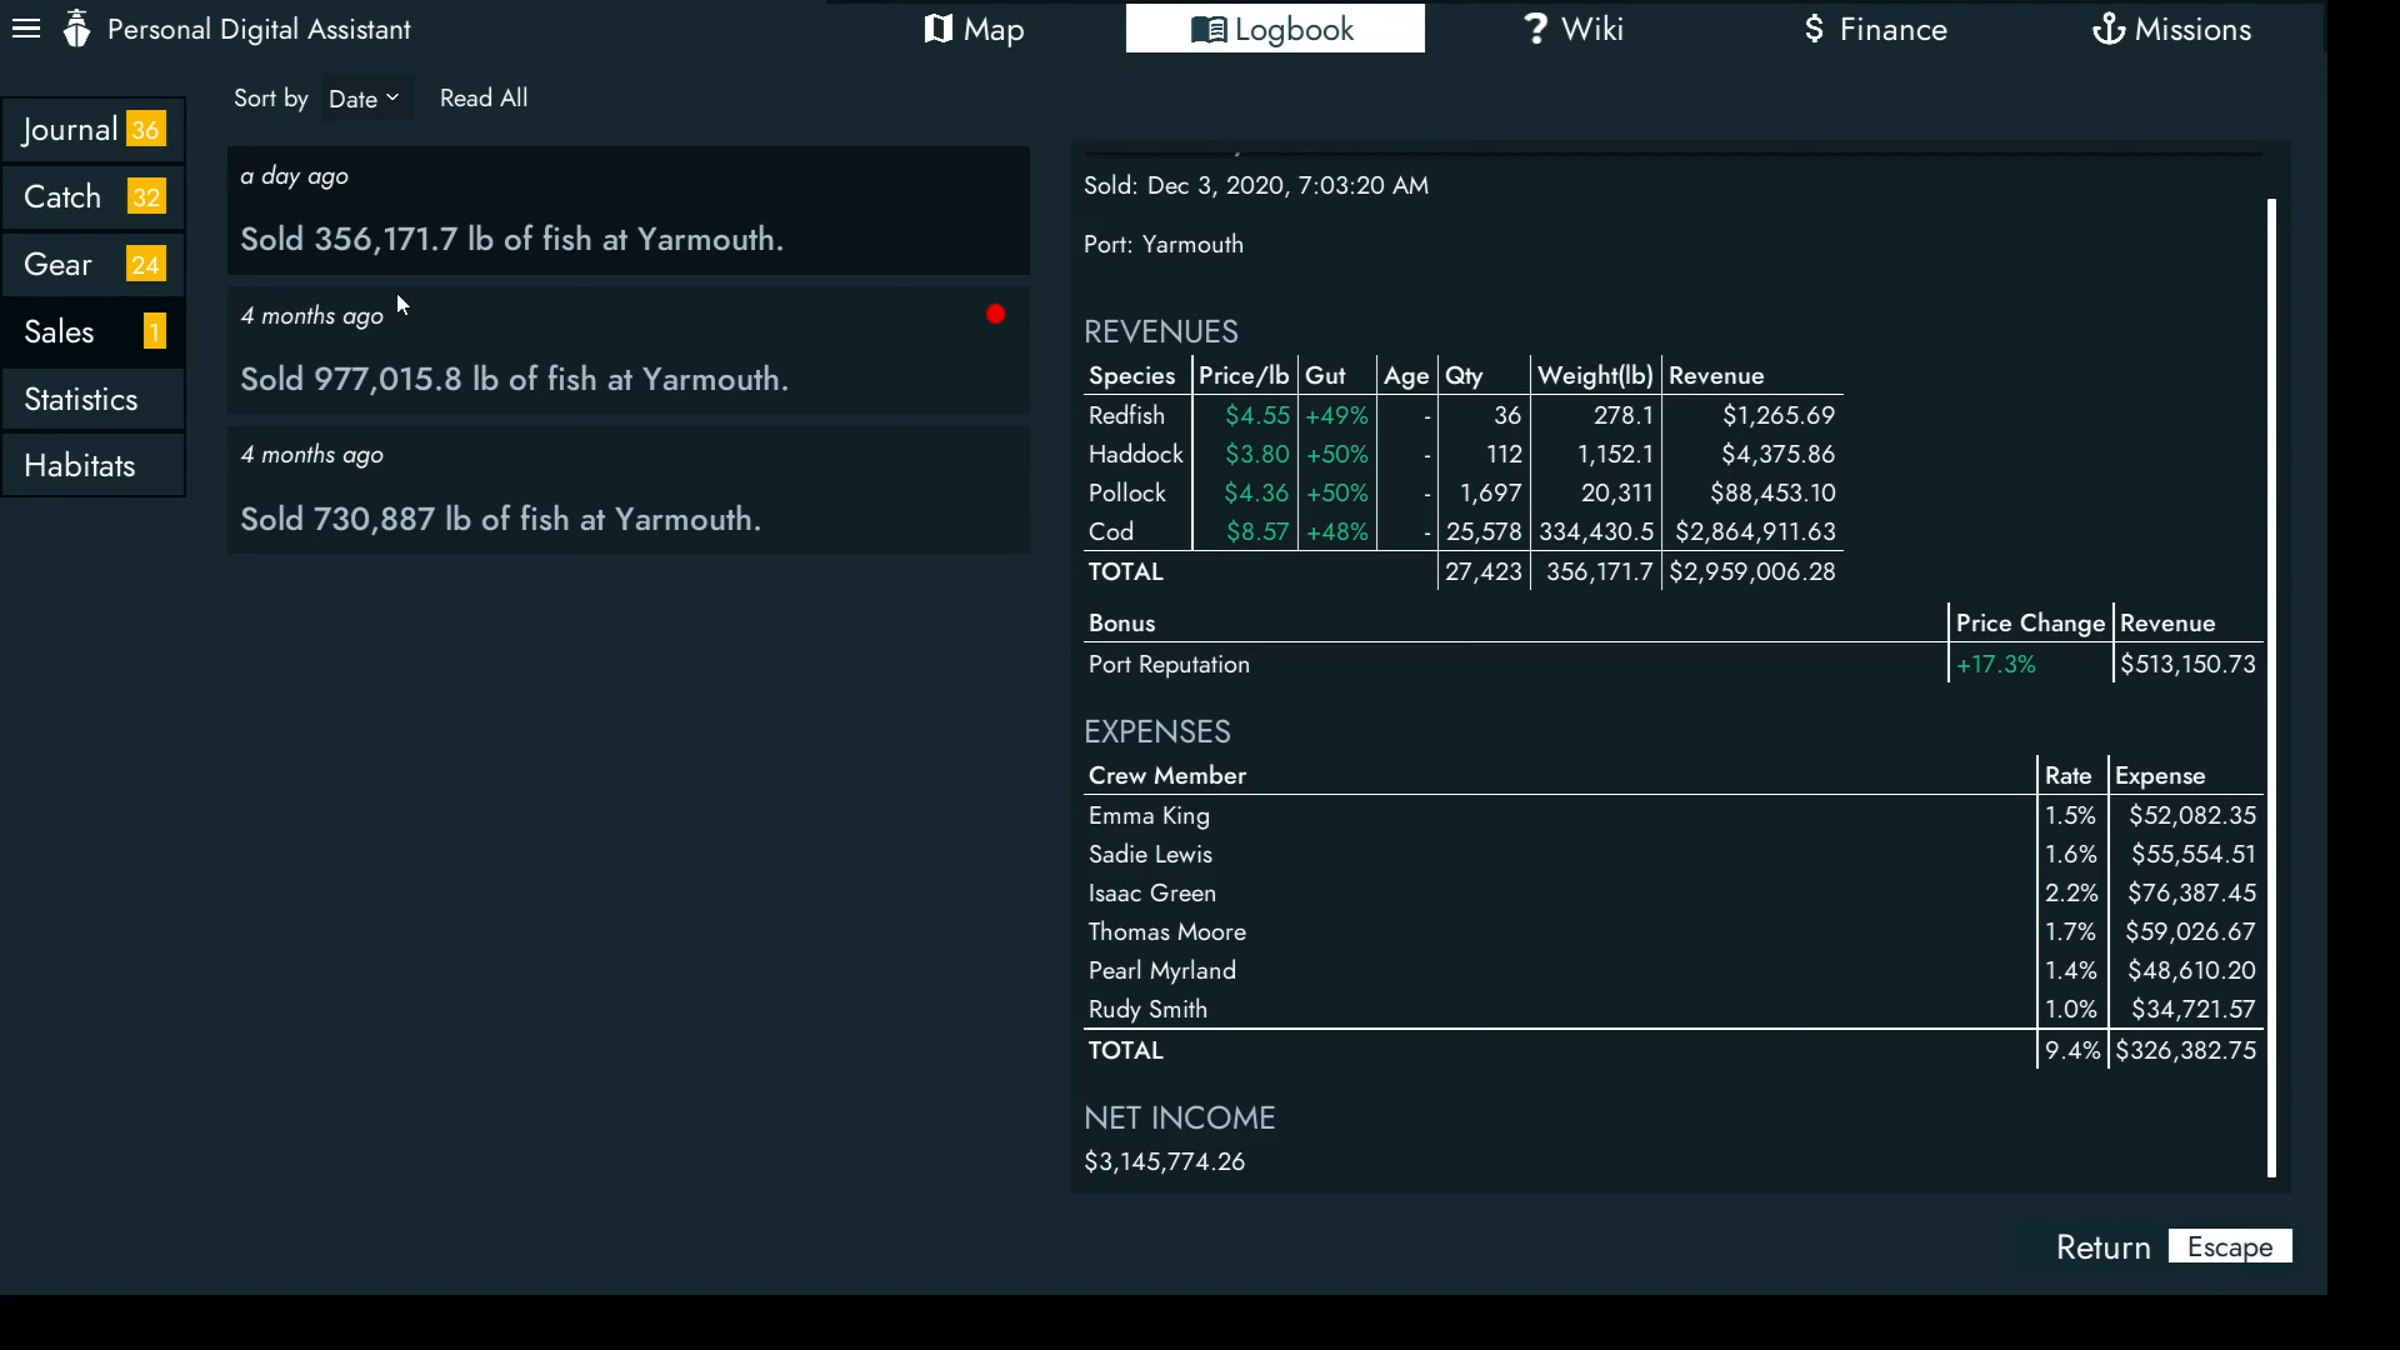 Personal Digital Assistant
Map
Logbook
? Wiki
$ Finance
Missions
Sort by Date Read All
Journal 36
Catch 32
Gear 24
Sales 1
Statistics
Habitats
a day ago
Sold 356,171.7 lb of fish at Yarmouth.
4 months ago
Sold 977,015.8 lb of fish at Yarmouth.
4 months ago
Sold 730,887 lb of fish at Yarmouth.
Sold: Dec 3, 2020, 7:03:20 AM
Port: Yarmouth
REVENUES
Species Price/lb Gut Age Qty Weight(lb) Revenue
Redfish $4.55 +49% - 36 278.1 $1,265.69
Haddock $3.80 +50% - 112 1,152.1 $4,375.86
Pollock $4.36 +50% - 1,697 20,311 $88,453.10
Cod $8.57 +48% - 25,578 334,430.5 $2,864,911.63
TOTAL 27,423 356,171.7 $2,959,006.28
Bonus Price Change Revenue
Port Reputation +17.3% $513,150.73
EXPENSES
Crew Member Rate Expense
Emma King 1.5% $52,082.35
Sadie Lewis 1.6% $55,554.51
Isaac Green 2.2% $76,387.45
Thomas Moore 1.7% $59,026.67
Pearl Myrland 1.4% $48,610.20
Rudy Smith 1.0% $34,721.57
TOTAL 9.4% $326,382.75
NET INCOME
$3,145,774.26
Return Escape